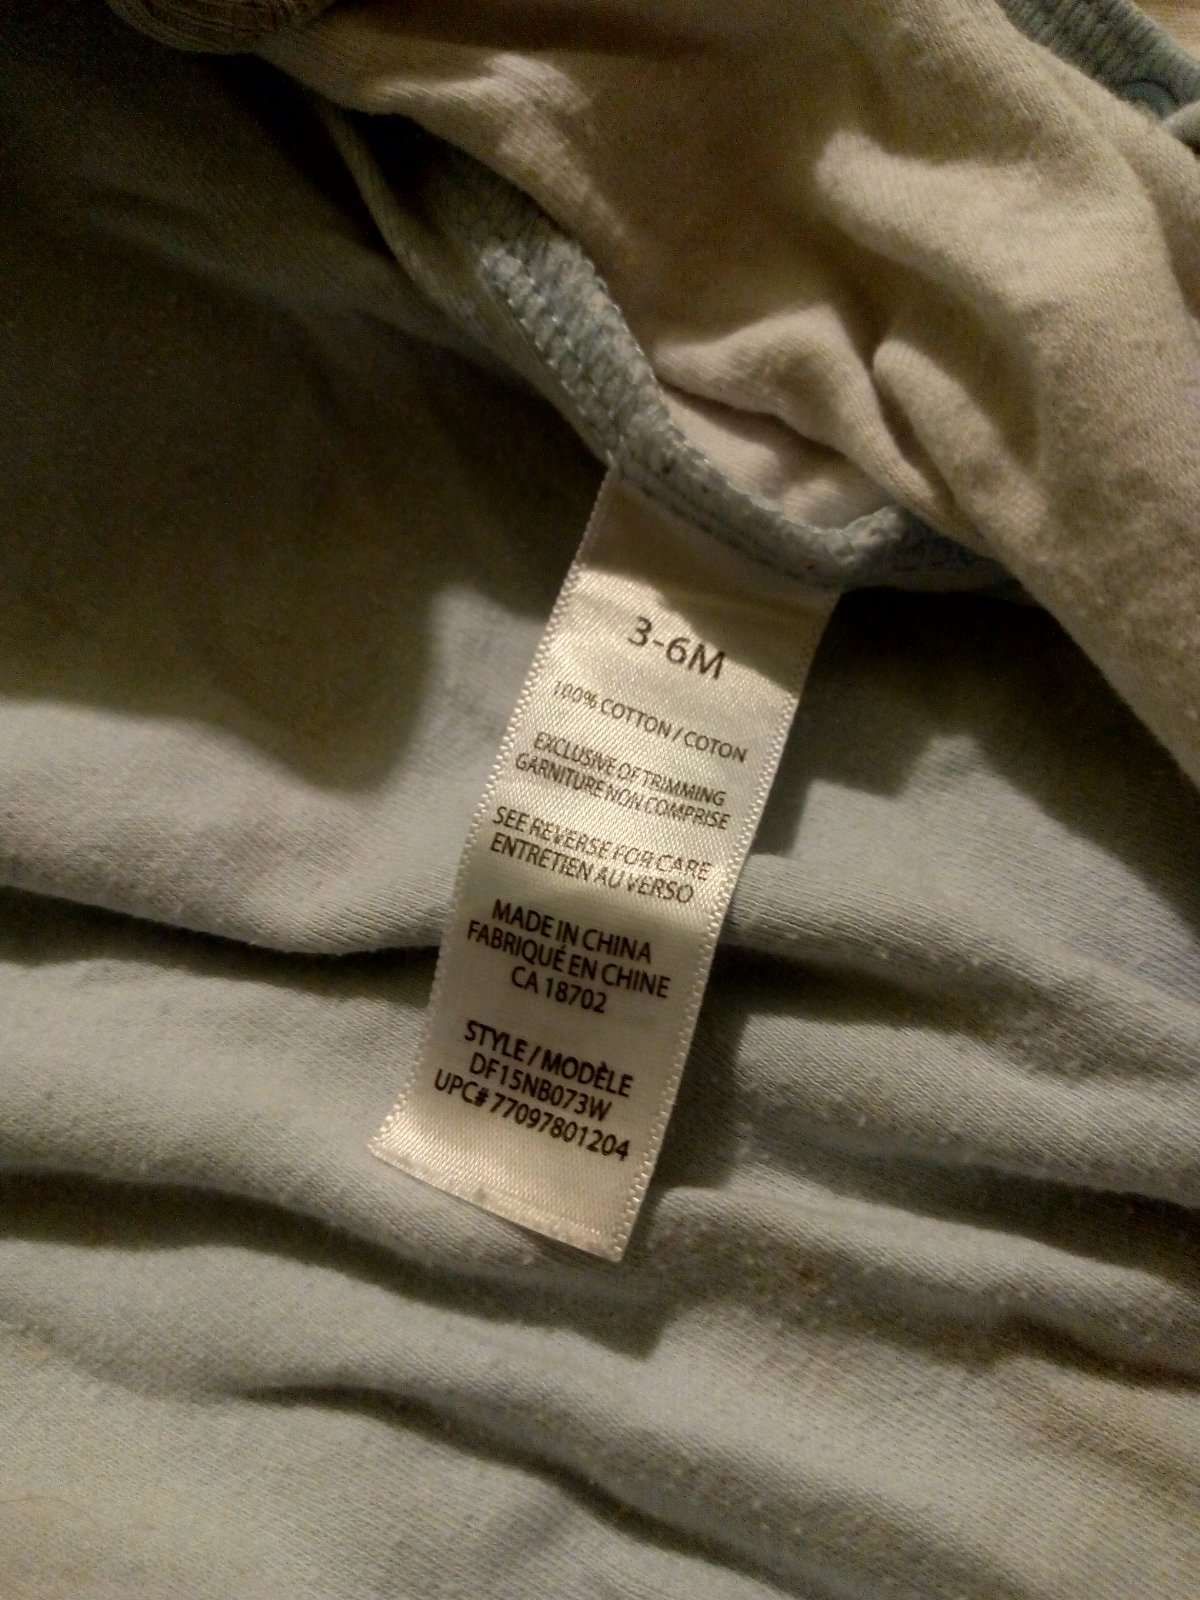 3-6M
100% COTTON / COTON
EXCLUSIVE OF TRIMMING
GARNITURE NON COMPRISE
SEE REVERSE FOR CARE
ENTRETIEN AU VERSO
MADE IN CHINA
FABRIQUÉ EN CHINE
CA 18702
STYLE / MODÈLE
DF15NB073W
UPC# 77097801204